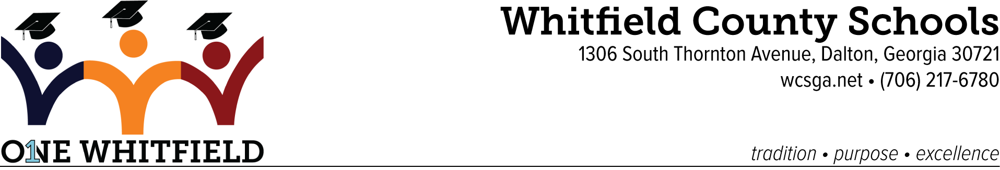 Whitfield County Schools
1306 South Thornton Avenue, Dalton, Georgia 30721
wcsga.net • (706) 217-6780
O1NE WHITFIELD
tradition • purpose • excellence